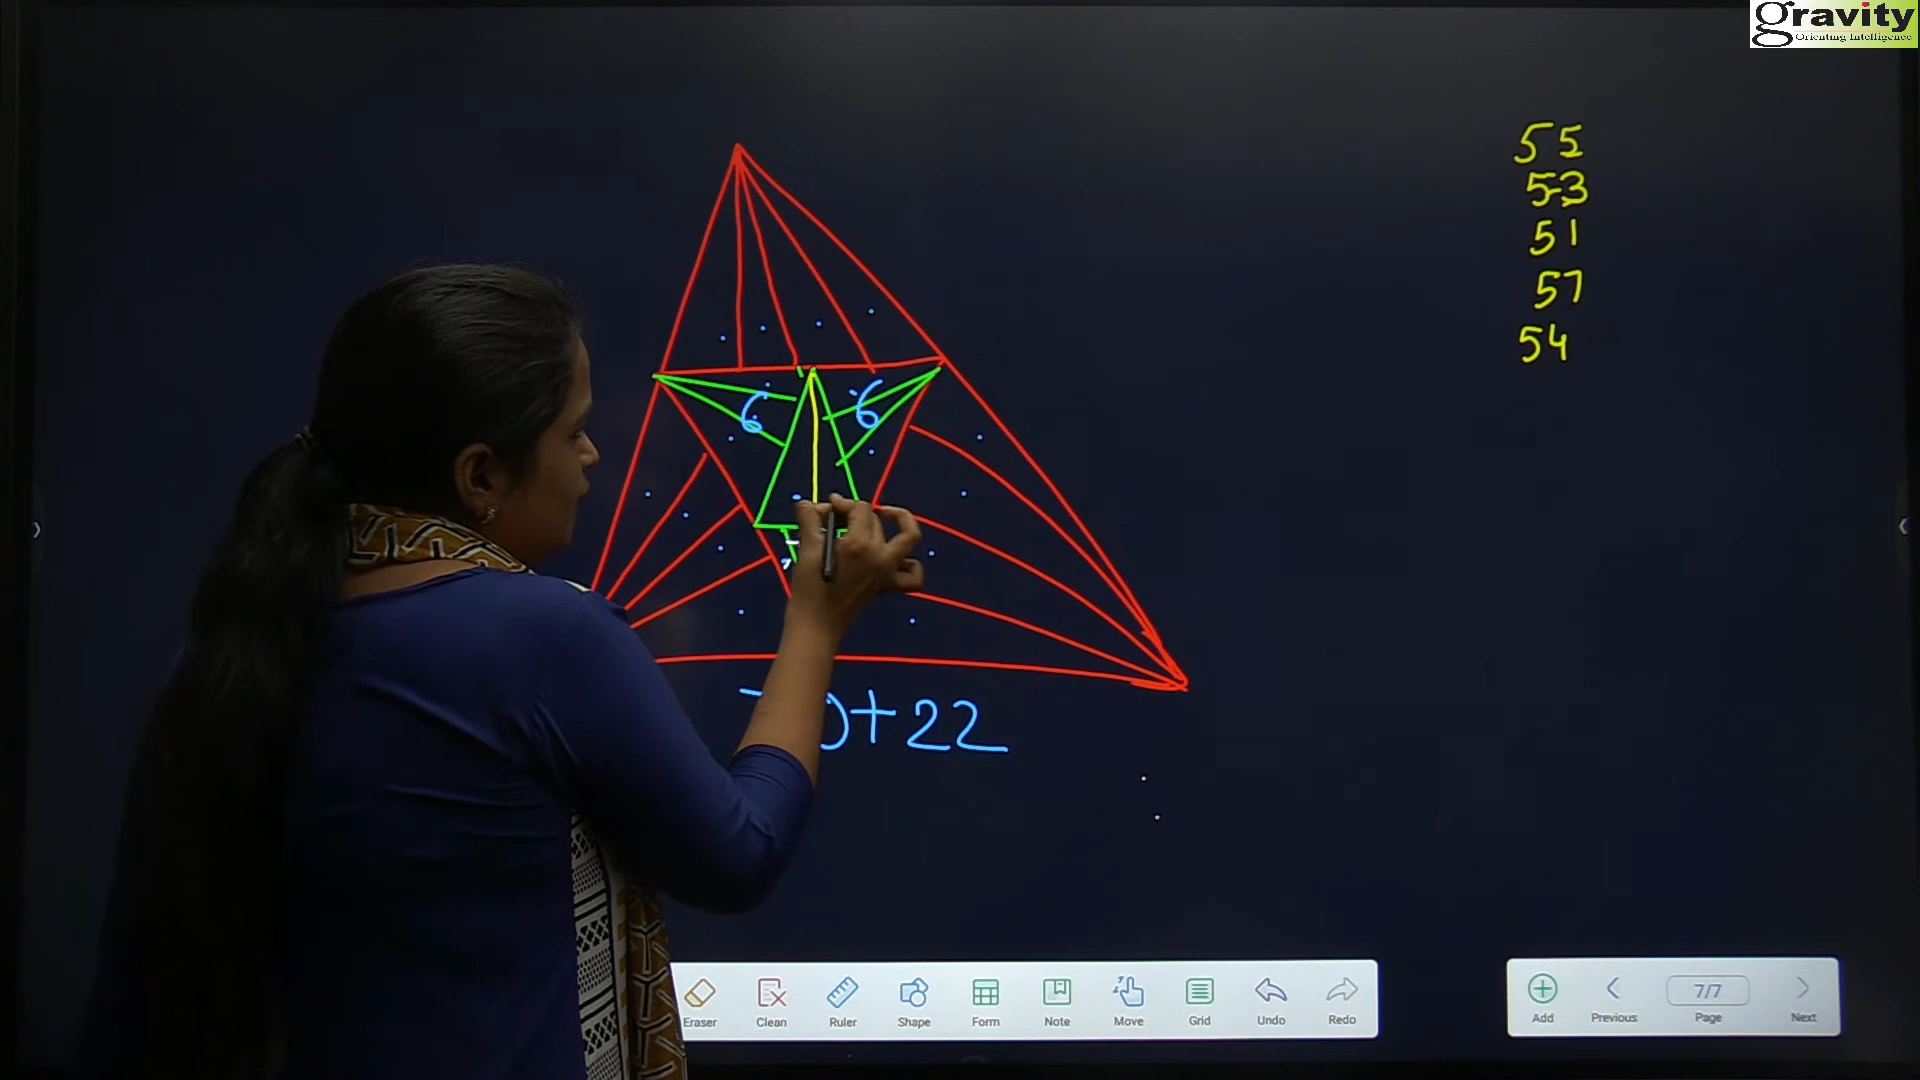 gravity
Orienting Intelligence
55
53
51
57
54
6 6
0+22
Eraser Clean Ruler Shape Form Note Move Grid Undo Redo
Add Previous 7/7 Page Next